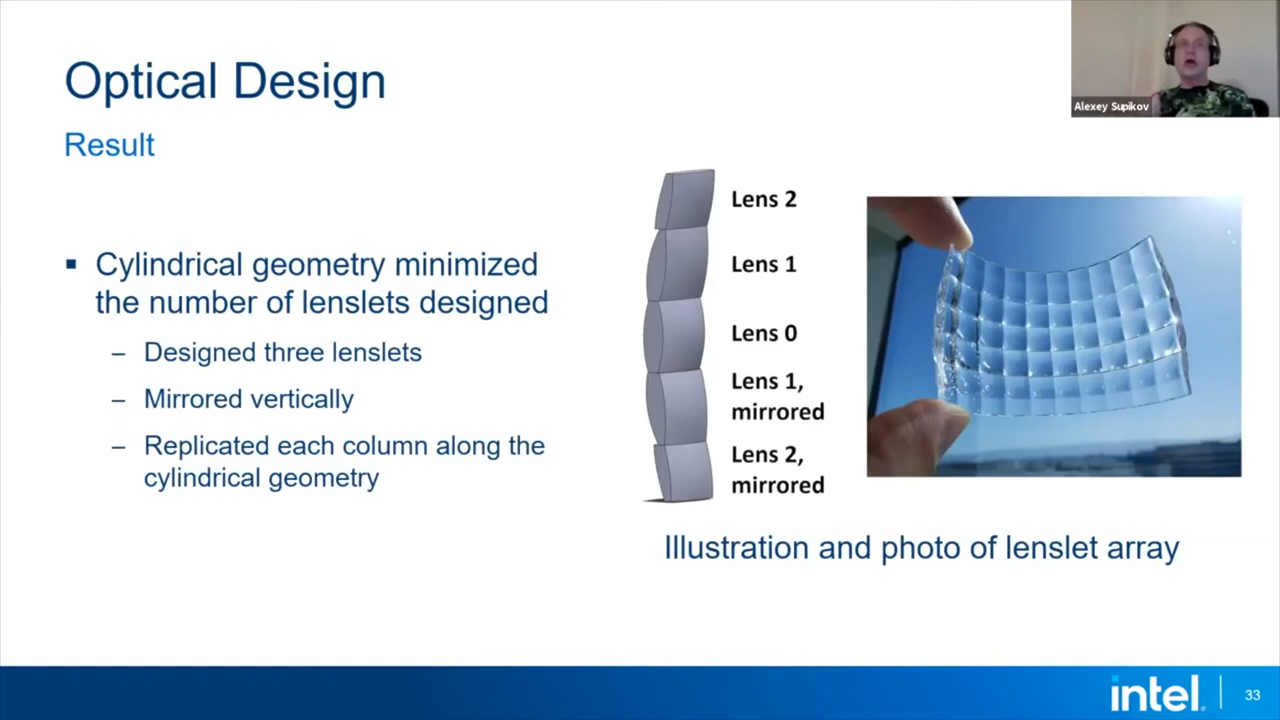 Optical Design
Result
Alexey Supikov
▪ Cylindrical geometry minimized
the number of lenslets designed
– Designed three lenslets
– Mirrored vertically
– Replicated each column along the
cylindrical geometry
Lens 2
Lens 1
Lens 0
Lens 1,
mirrored
Lens 2,
mirrored
Illustration and photo of lenslet array
intel.
33